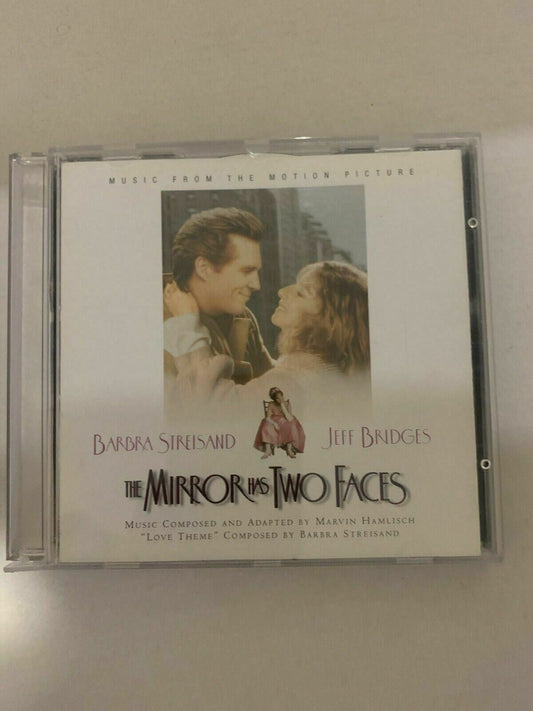 MUSIC FROM THE MOTION PICTURE
BARBRA STREISAND JEFF BRIDGES
THE MIRROR HAS TWO FACES
MUSIC COMPOSED AND ADAPTED BY MARVIN HAMLISCH
"LOVE THEME" COMPOSED BY BARBRA STREISAND